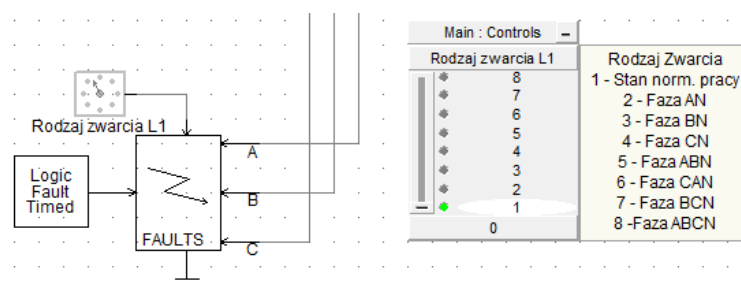 Rodzaj zwarcia L1
Logic
Fault
Timed
FAULTS
A
B
C
Main : Controls
Rodzaj zwarcia L1
8
7
6
5
4
3
2
1
0
Rodzaj Zwarcia
1 - Stan norm. pracy
2 - Faza AN
3 - Faza BN
4 - Faza CN
5 - Faza ABN
6 - Faza CAN
7 - Faza BCN
8 -Faza ABCN